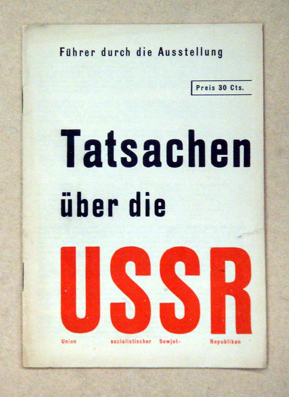 Führer durch die Ausstellung
Preis 30 Cts.
Tatsachen
über die
USSR
Union sozialistischer Sowjet- Republiken